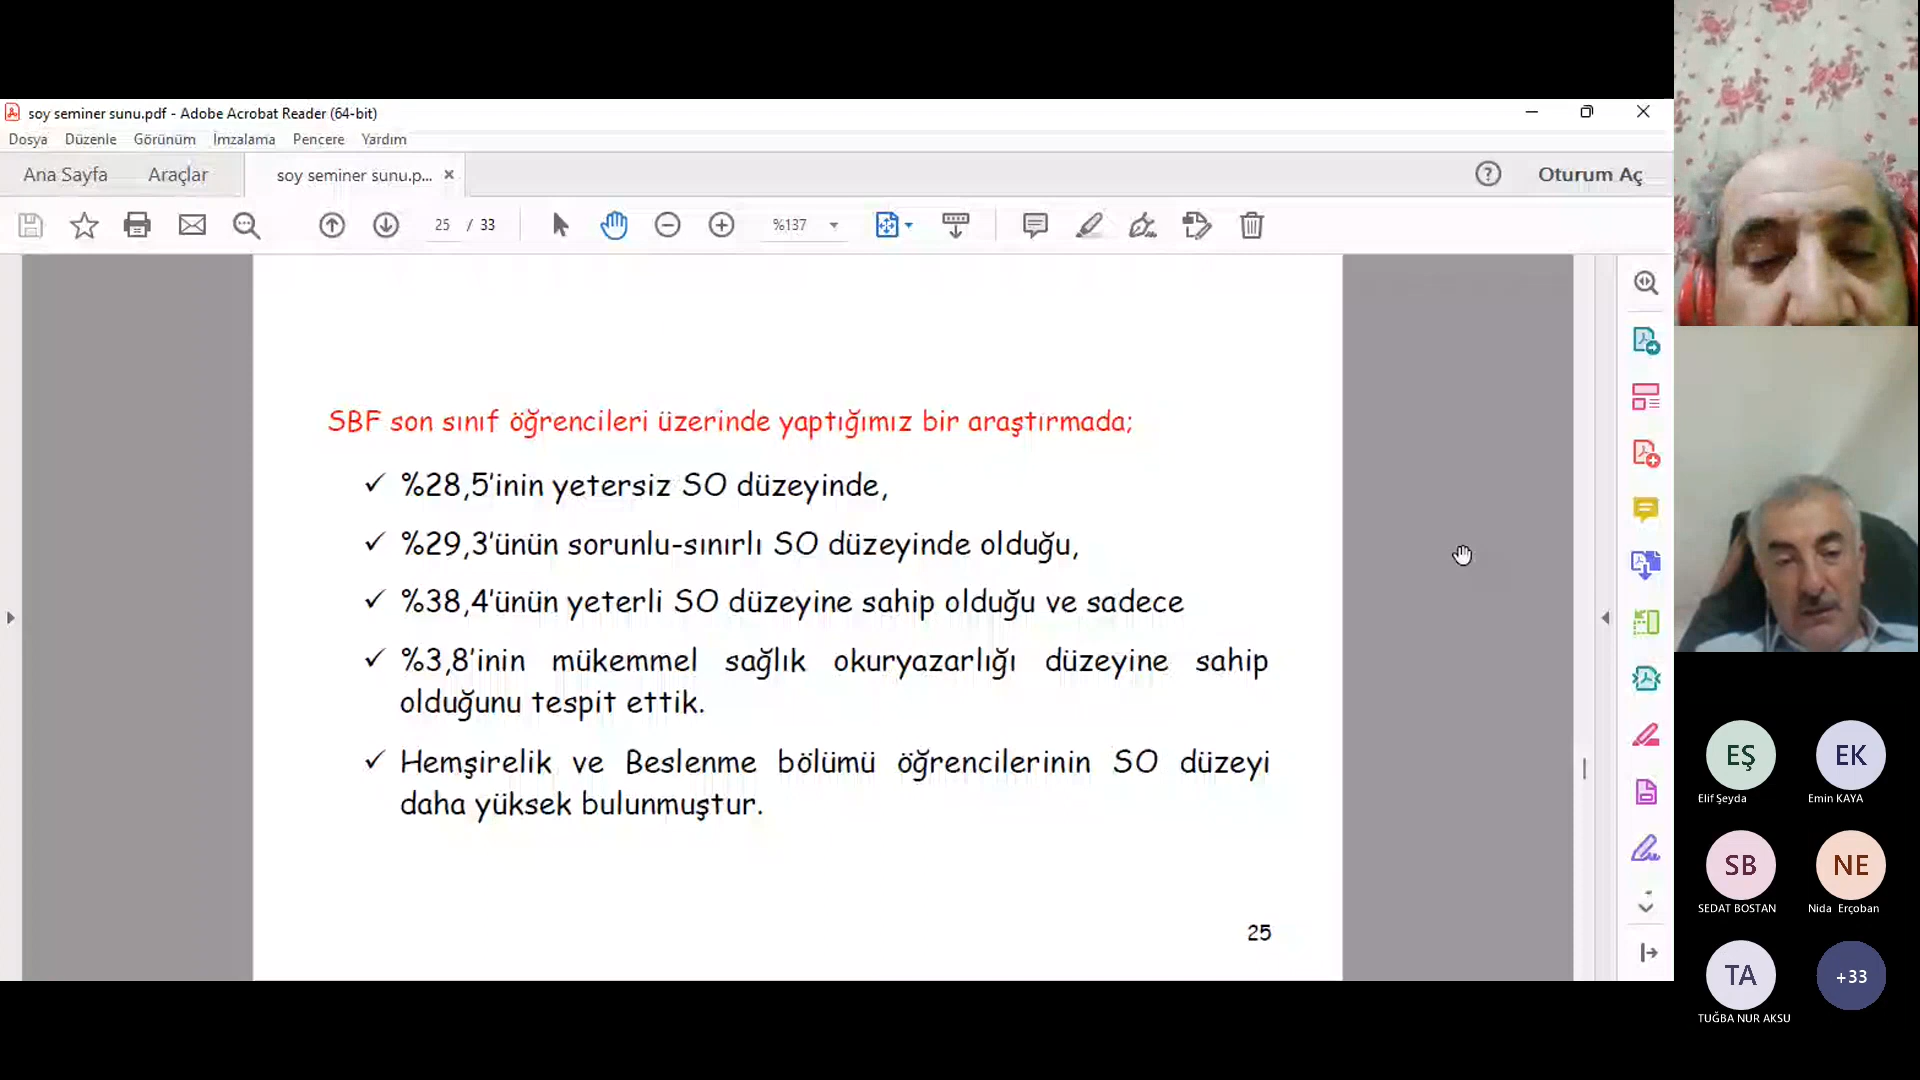 soy seminer sunu.pdf - Adobe Acrobat Reader (64-bit)
Dosya Düzenle Görünüm İmzalama Pencere Yardım
Ana Sayfa Araçlar soy seminer sunu.p... Oturum Aç
25 / 33 %137
SBF son sınıf öğrencileri üzerinde yaptığımız bir araştırmada;
✓ %28,5’inin yetersiz SO düzeyinde,
✓ %29,3’ünün sorunlu-sınırlı SO düzeyinde olduğu,
✓ %38,4’ünün yeterli SO düzeyine sahip olduğu ve sadece
✓ %3,8’inin mükemmel sağlık okuryazarlığı düzeyine sahip
olduğunu tespit ettik.
✓ Hemşirelik ve Beslenme bölümü öğrencilerinin SO düzeyi
daha yüksek bulunmuştur.
25
EŞ EK
Elif Şeyda Emin KAYA
SB NE
SEDAT BOSTAN Nida Erçoban
TA +33
TUĞBA NUR AKSU